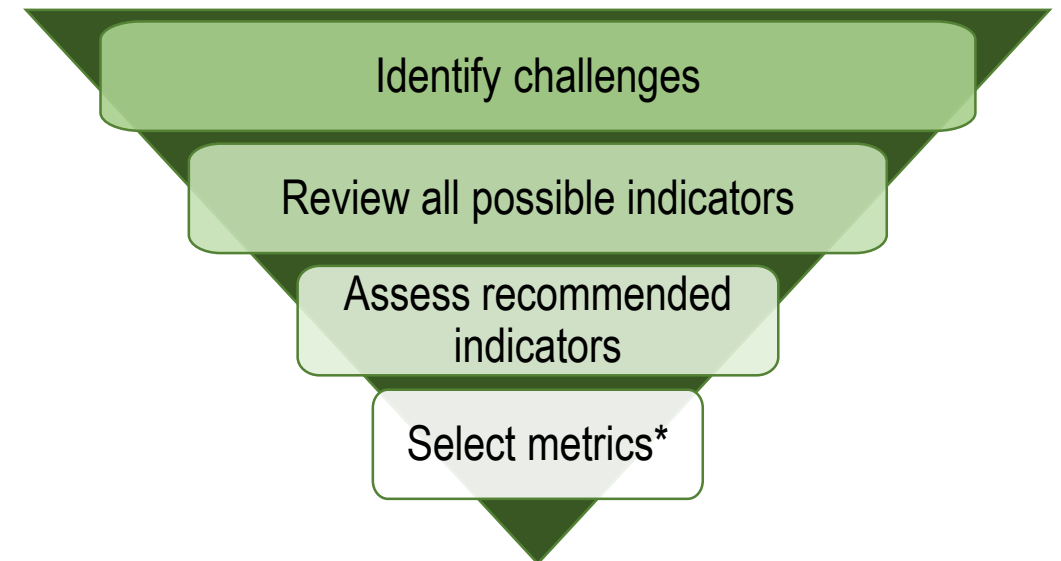 Identify challenges
Review all possible indicators
Assess recommended
indicators
Select metrics*